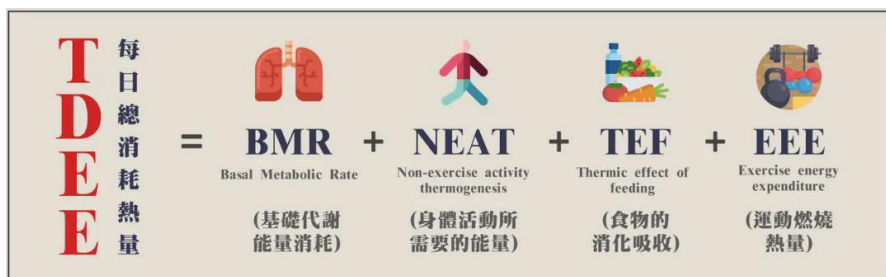 TDEE
每日總消耗熱量
=
BMR + NEAT + TEF + EEE
Basal Metabolic Rate
Non-exercise activity
thermogenesis
Thermic effect of
feeding
Exercise energy
expenditure
(基礎代謝
能量消耗)
(身體活動所
需要的能量)
(食物的
消化吸收)
(運動燃燒
熱量)